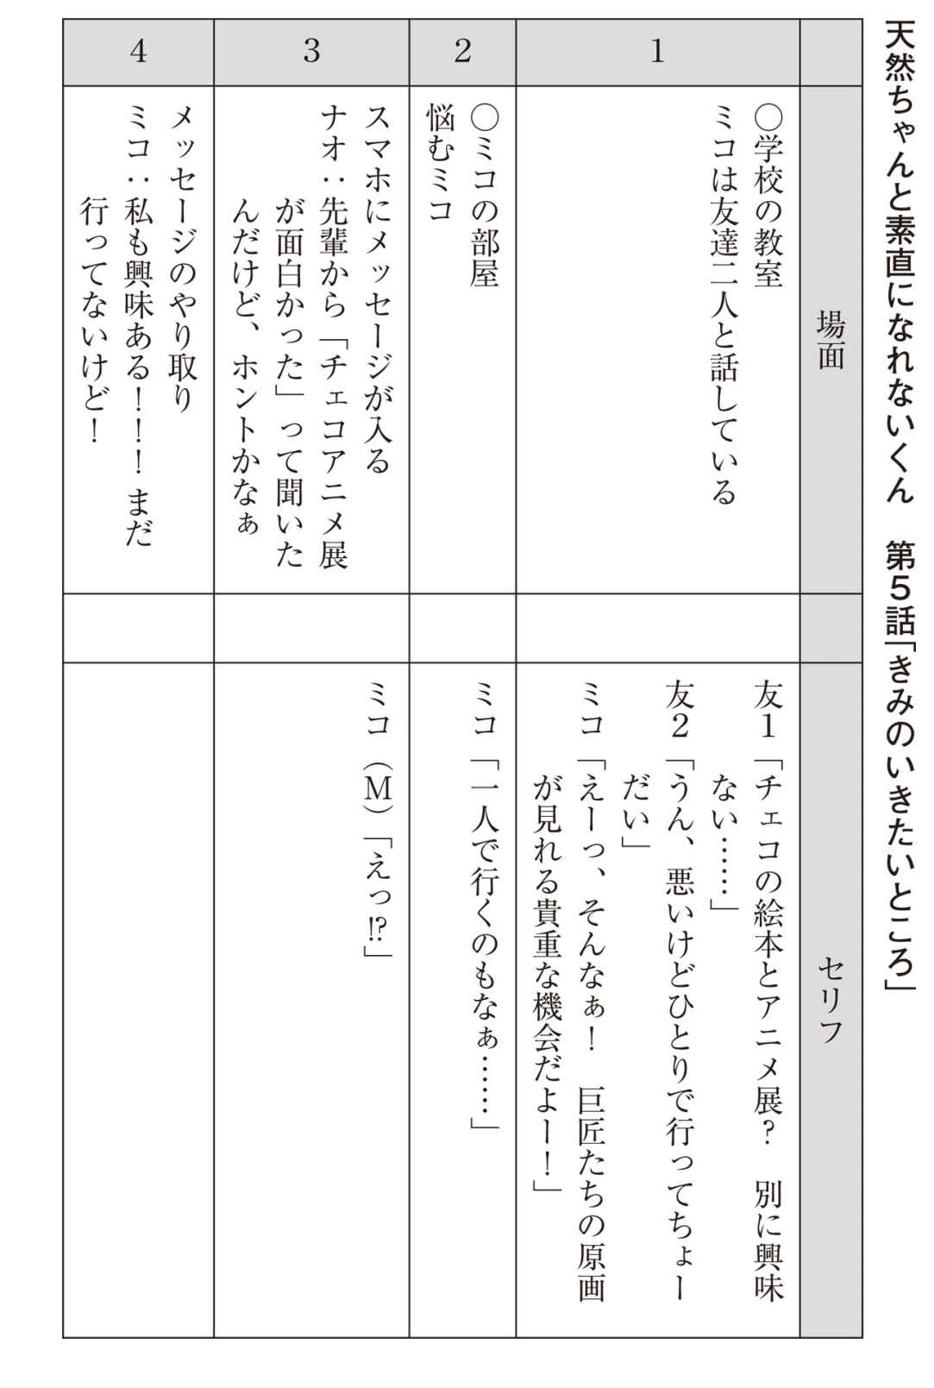 天然ちゃんと素直になれないくん　第5話「きみのいきたいところ」
場面
セリフ
1
○学校の教室
ミコは友達二人と話している
友1「チェコの絵本とアニメ展？　別に興味
ない……」
友2「うん、悪いけどひとりで行ってちょー
だい」
ミコ「えーっ、そんなぁ！　巨匠たちの原画
が見れる貴重な機会だよー！」
2
○ミコの部屋
悩むミコ
ミコ「一人で行くのもなぁ……」
3
スマホにメッセージが入る
ナオ：先輩から「チェコアニメ展
が面白かった」って聞いた
んだけど、ホントかなぁ
ミコ（M）「えっ!?」
4
メッセージのやり取り
ミコ：私も興味ある！！！まだ
行ってないけど！